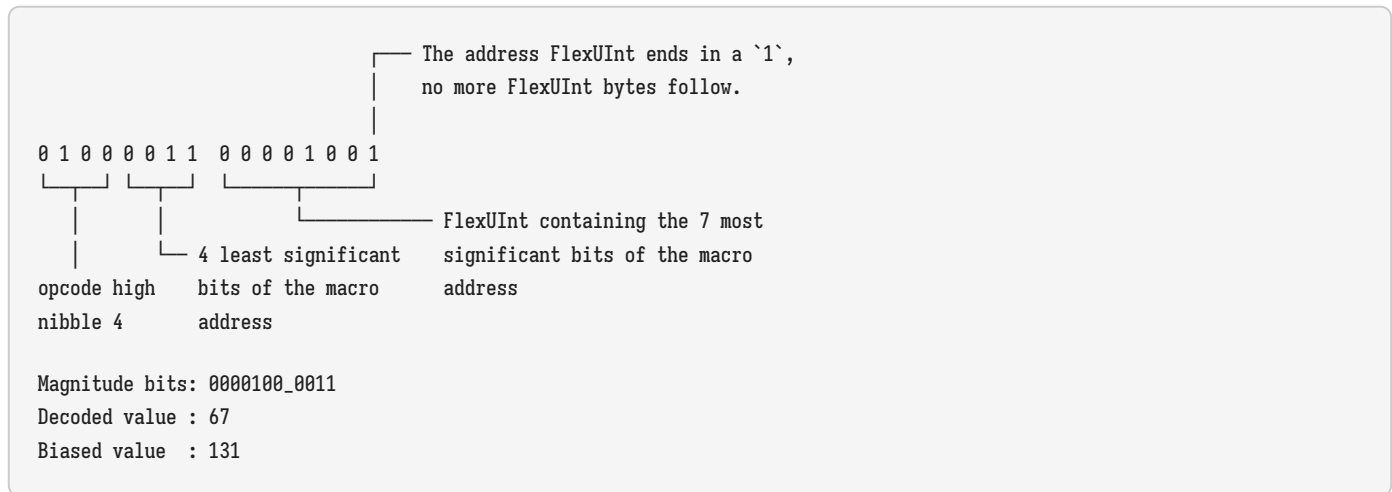 ┌── The address FlexUInt ends in a `1`,
no more FlexUInt bytes follow.
0 1 0 0 0 0 1 1 0 0 0 0 1 0 0 1
FlexUInt containing the 7 most
4 least significant significant bits of the macro
opcode high bits of the macro address
nibble 4 address
Magnitude bits: 0000100_0011
Decoded value : 67
Biased value : 131